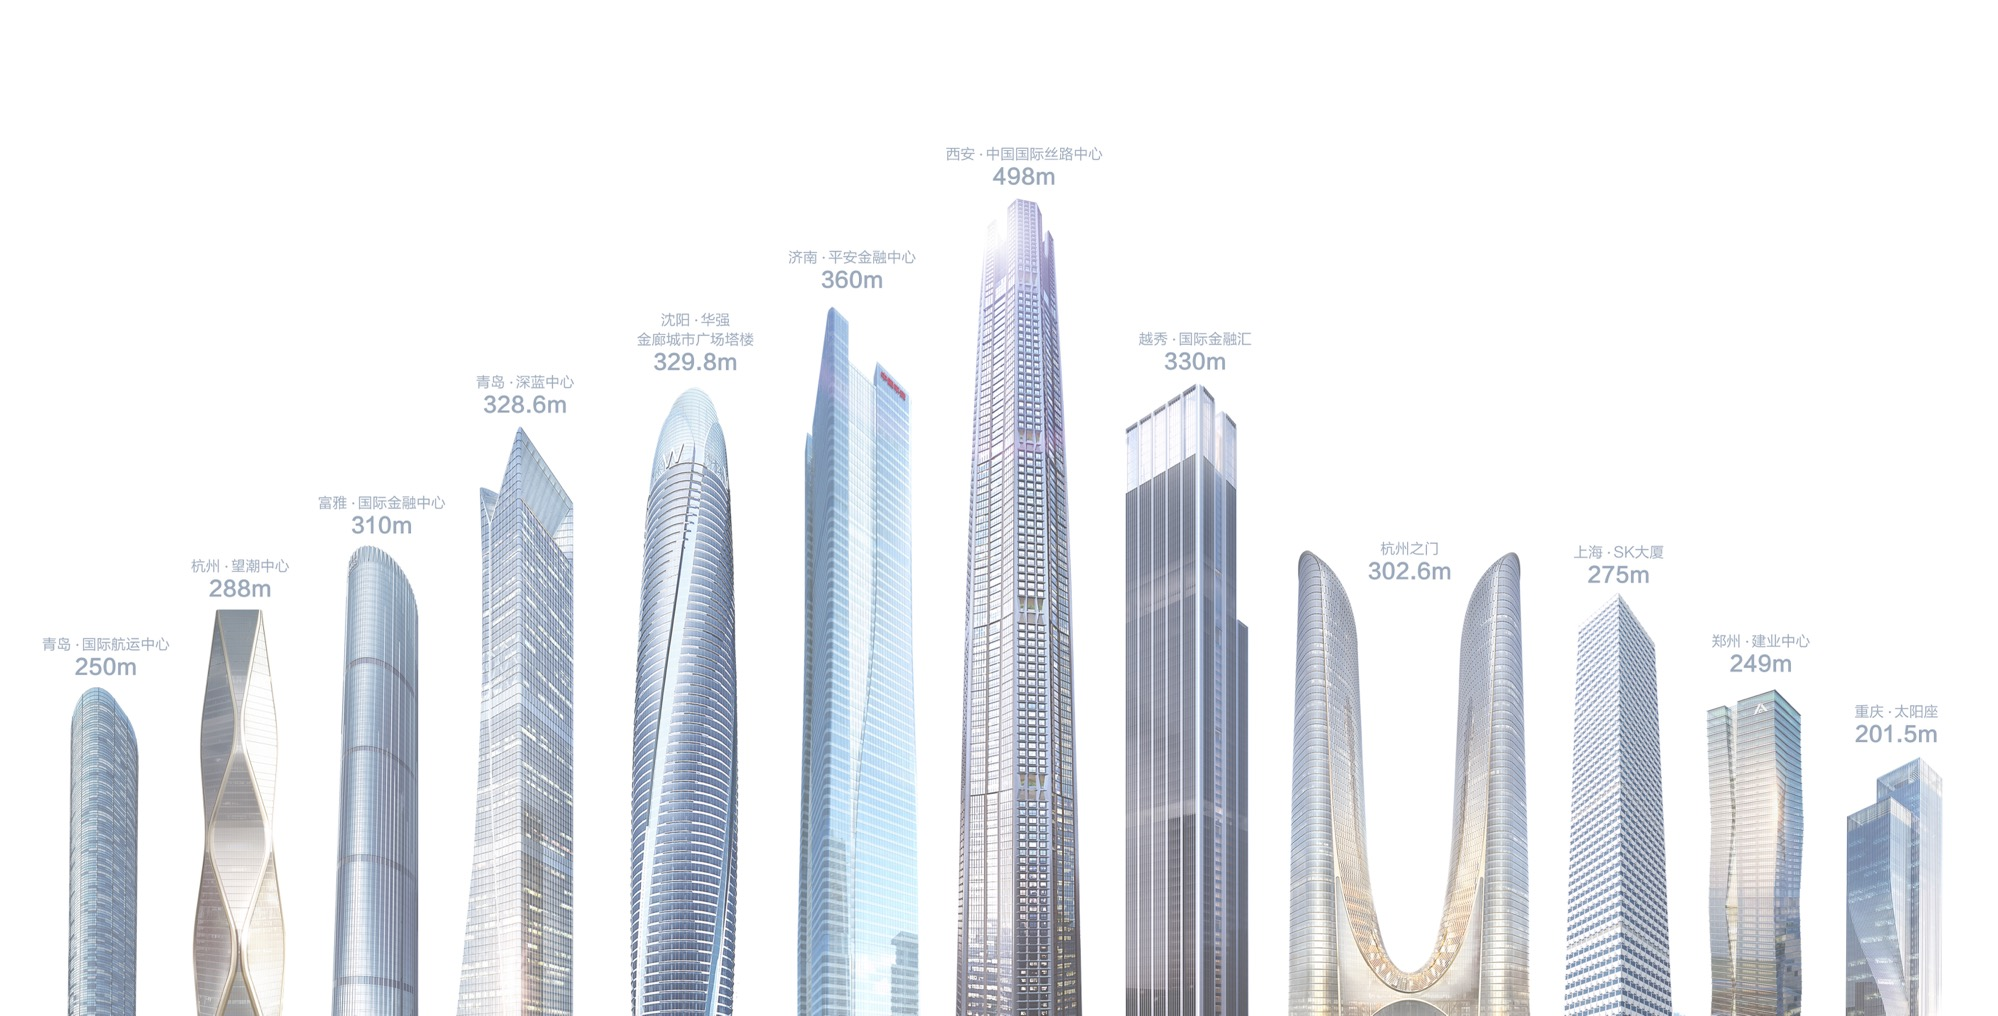 西安·中国国际丝路中心
498m
济南·平安金融中心
360m
沈阳·华强
金廊城市广场塔楼
329.8m
越秀·国际金融汇
330m
青岛·深蓝中心
328.6m
富雅·国际金融中心
310m
杭州之门
302.6m
上海·SK大厦
275m
杭州·望潮中心
288m
青岛·国际航运中心
250m
郑州·建业中心
249m
重庆·太阳座
201.5m